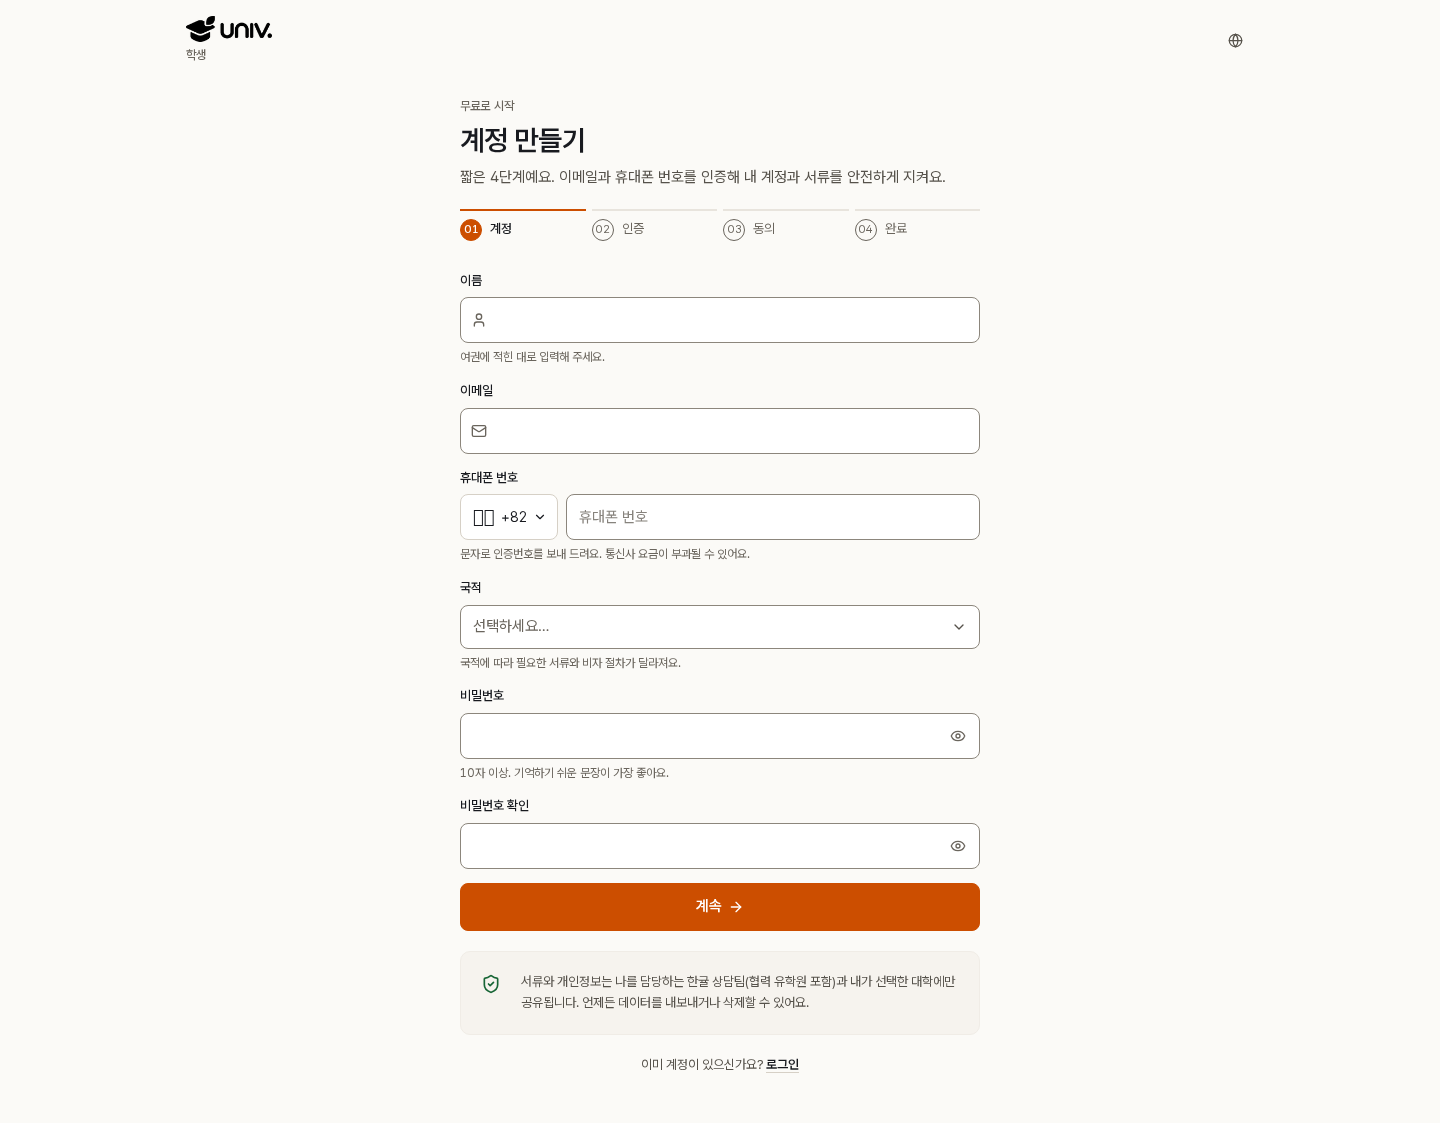 UNIV.
학생
무료로 시작
계정 만들기
짧은 4단계예요. 이메일과 휴대폰 번호를 인증해 내 계정과 서류를 안전하게 지켜요.
01 계정
02 인증
03 동의
04 완료
이름
여권에 적힌 대로 입력해 주세요.
이메일
휴대폰 번호
+82
휴대폰 번호
문자로 인증번호를 보내 드려요. 통신사 요금이 부과될 수 있어요.
국적
선택하세요...
국적에 따라 필요한 서류와 비자 절차가 달라져요.
비밀번호
10자 이상. 기억하기 쉬운 문장이 가장 좋아요.
비밀번호 확인
계속
서류와 개인정보는 나를 담당하는 한귤 상담팀(협력 유학원 포함)과 내가 선택한 대학에만
공유됩니다. 언제든 데이터를 내보내거나 삭제할 수 있어요.
이미 계정이 있으신가요? 로그인